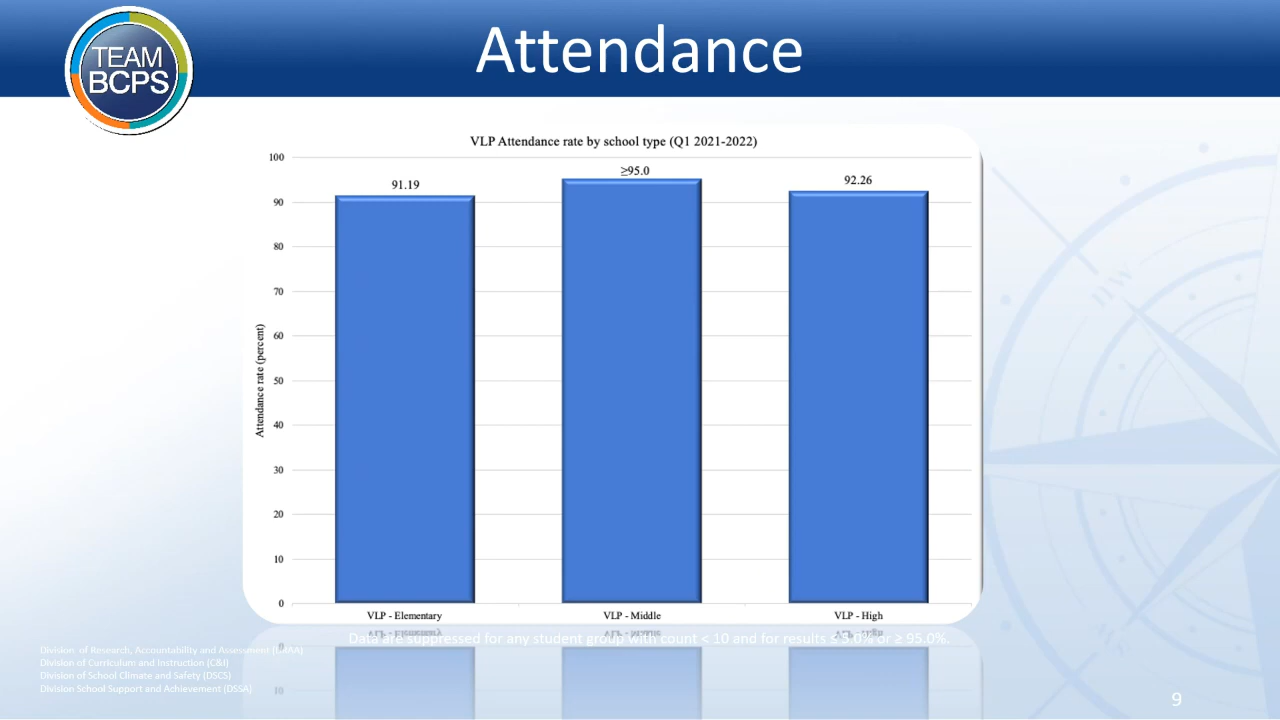 Attendance
TEAM
BCPS
VLP Attendance rate by school type (Q1 2021-2022)
Attendance rate (percent)
100
90
80
70
60
50
40
30
20
10
0
91.19
≥95.0
92.26
VLP - Elementary
VLP - Middle
VLP - High
Data are suppressed for any student group with count < 10 and for results ≤ 5.0% or ≥ 95.0%.
Division of Research, Accountability and Assessment (DRAA)
Division of Curriculum and Instruction (C&I)
Division of School Climate and Safety (DSCS)
Division School Support and Achievement (DSSA)
9